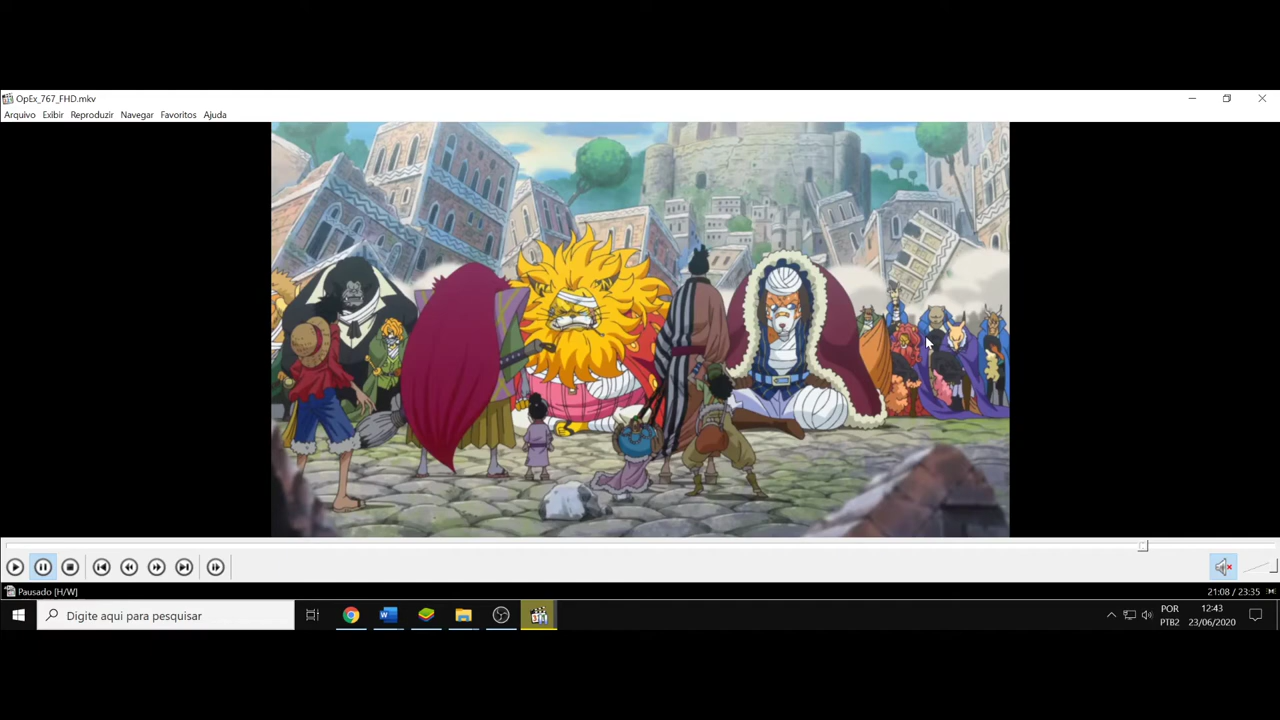 OpEx_767_FHD.mkv
Arquivo Exibir Reproduzir Navegar Favoritos Ajuda
Pausado [H/W]
21:08 / 23:35
Digite aqui para pesquisar
POR
PTB2
12:43
23/06/2020